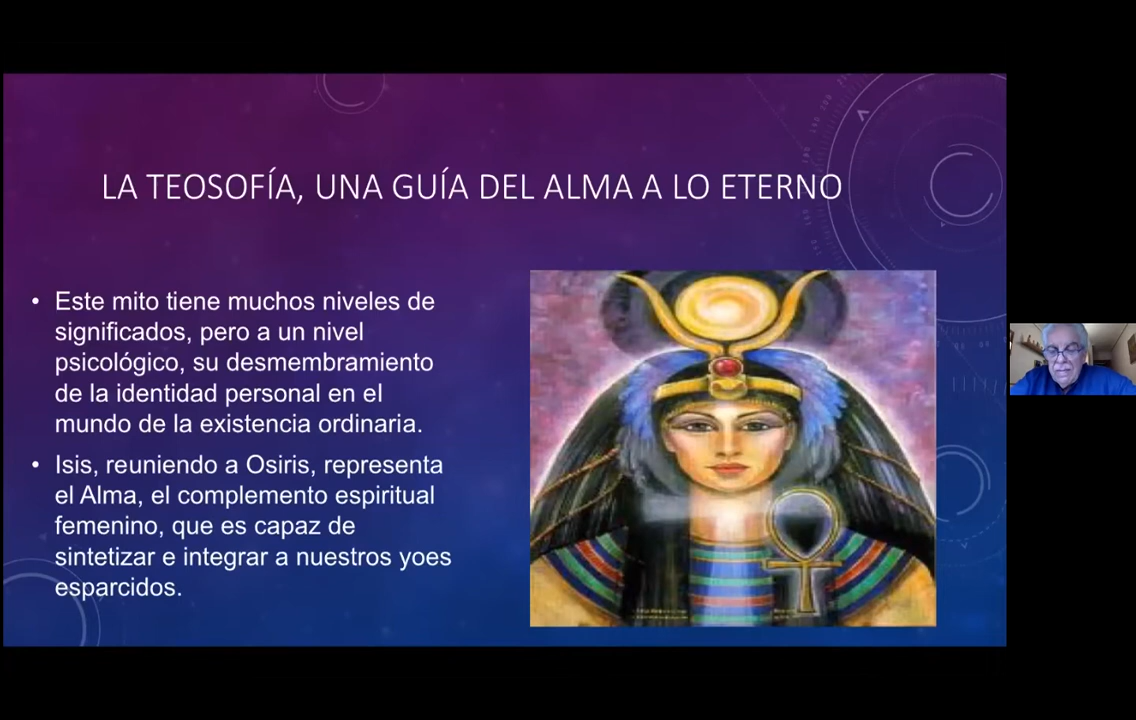 LA TEOSOFÍA, UNA GUÍA DEL ALMA A LO ETERNO
• Este mito tiene muchos niveles de
significados, pero a un nivel
psicológico, su desmembramiento
de la identidad personal en el
mundo de la existencia ordinaria.
• Isis, reuniendo a Osiris, representa
el Alma, el complemento espiritual
femenino, que es capaz de
sintetizar e integrar a nuestros yoes
esparcidos.